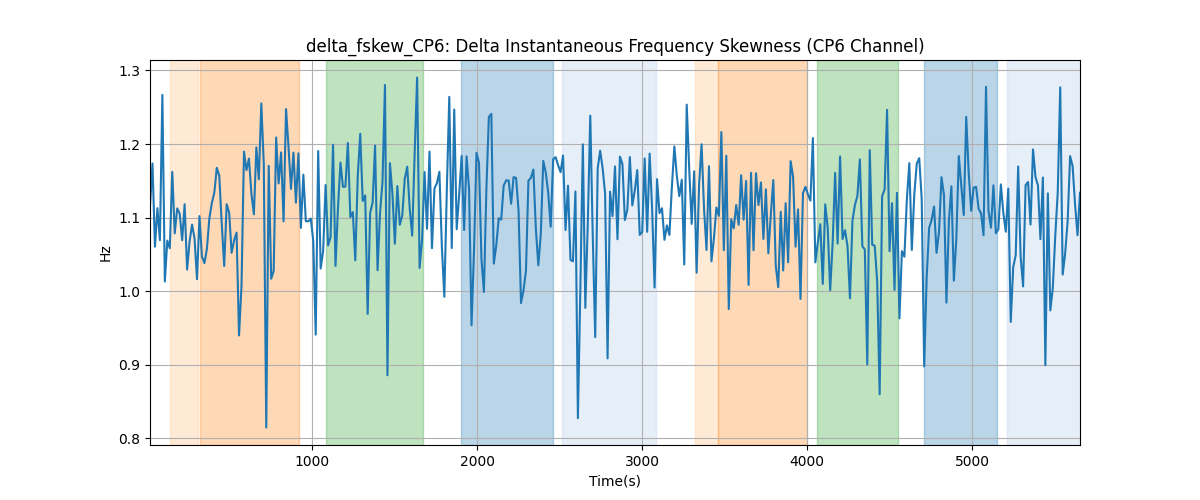 delta_fskew_CP6: Delta Instantaneous Frequency Skewness (CP6 Channel)
1.3
1.2
1.1
1.0
0.9
0.8
Hz
1000 2000 3000 4000 5000
Time(s)